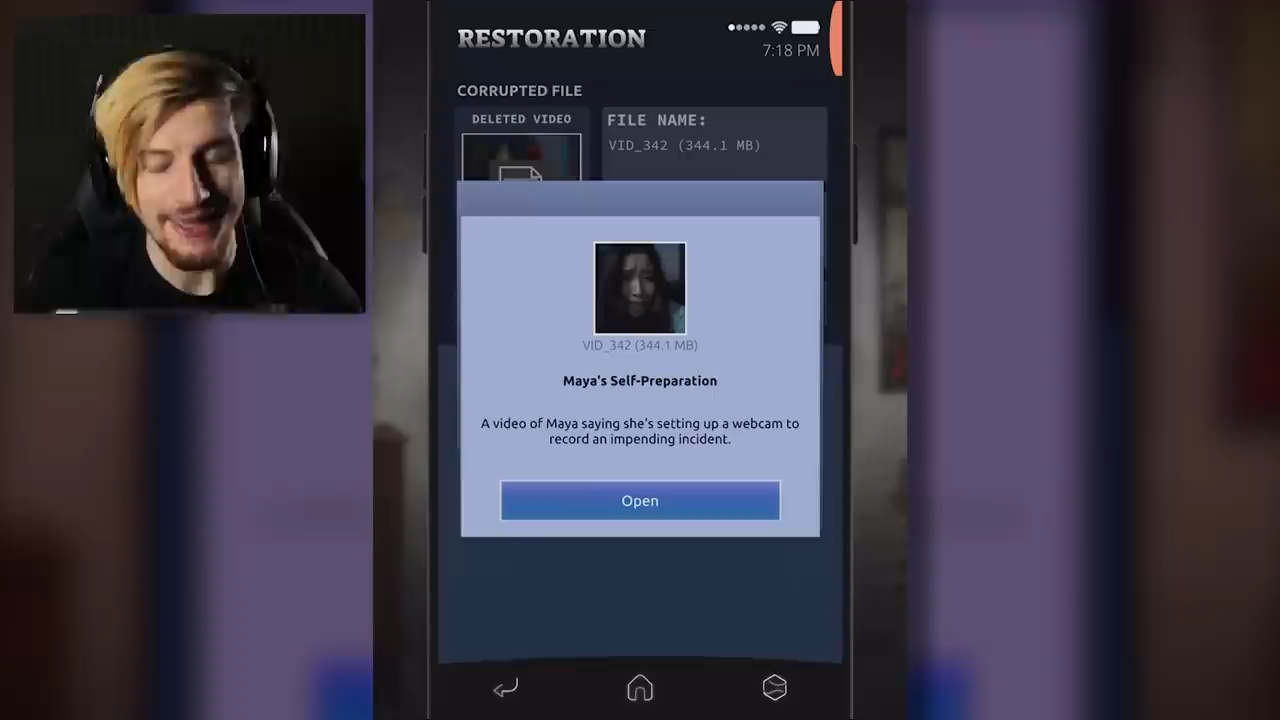 RESTORATION
7:18 PM
CORRUPTED FILE
DELETED VIDEO
FILE NAME:
VID_342 (344.1 MB)
VID_342 (344.1 MB)
Maya's Self-Preparation
A video of Maya saying she's setting up a webcam to
record an impending incident.
Open